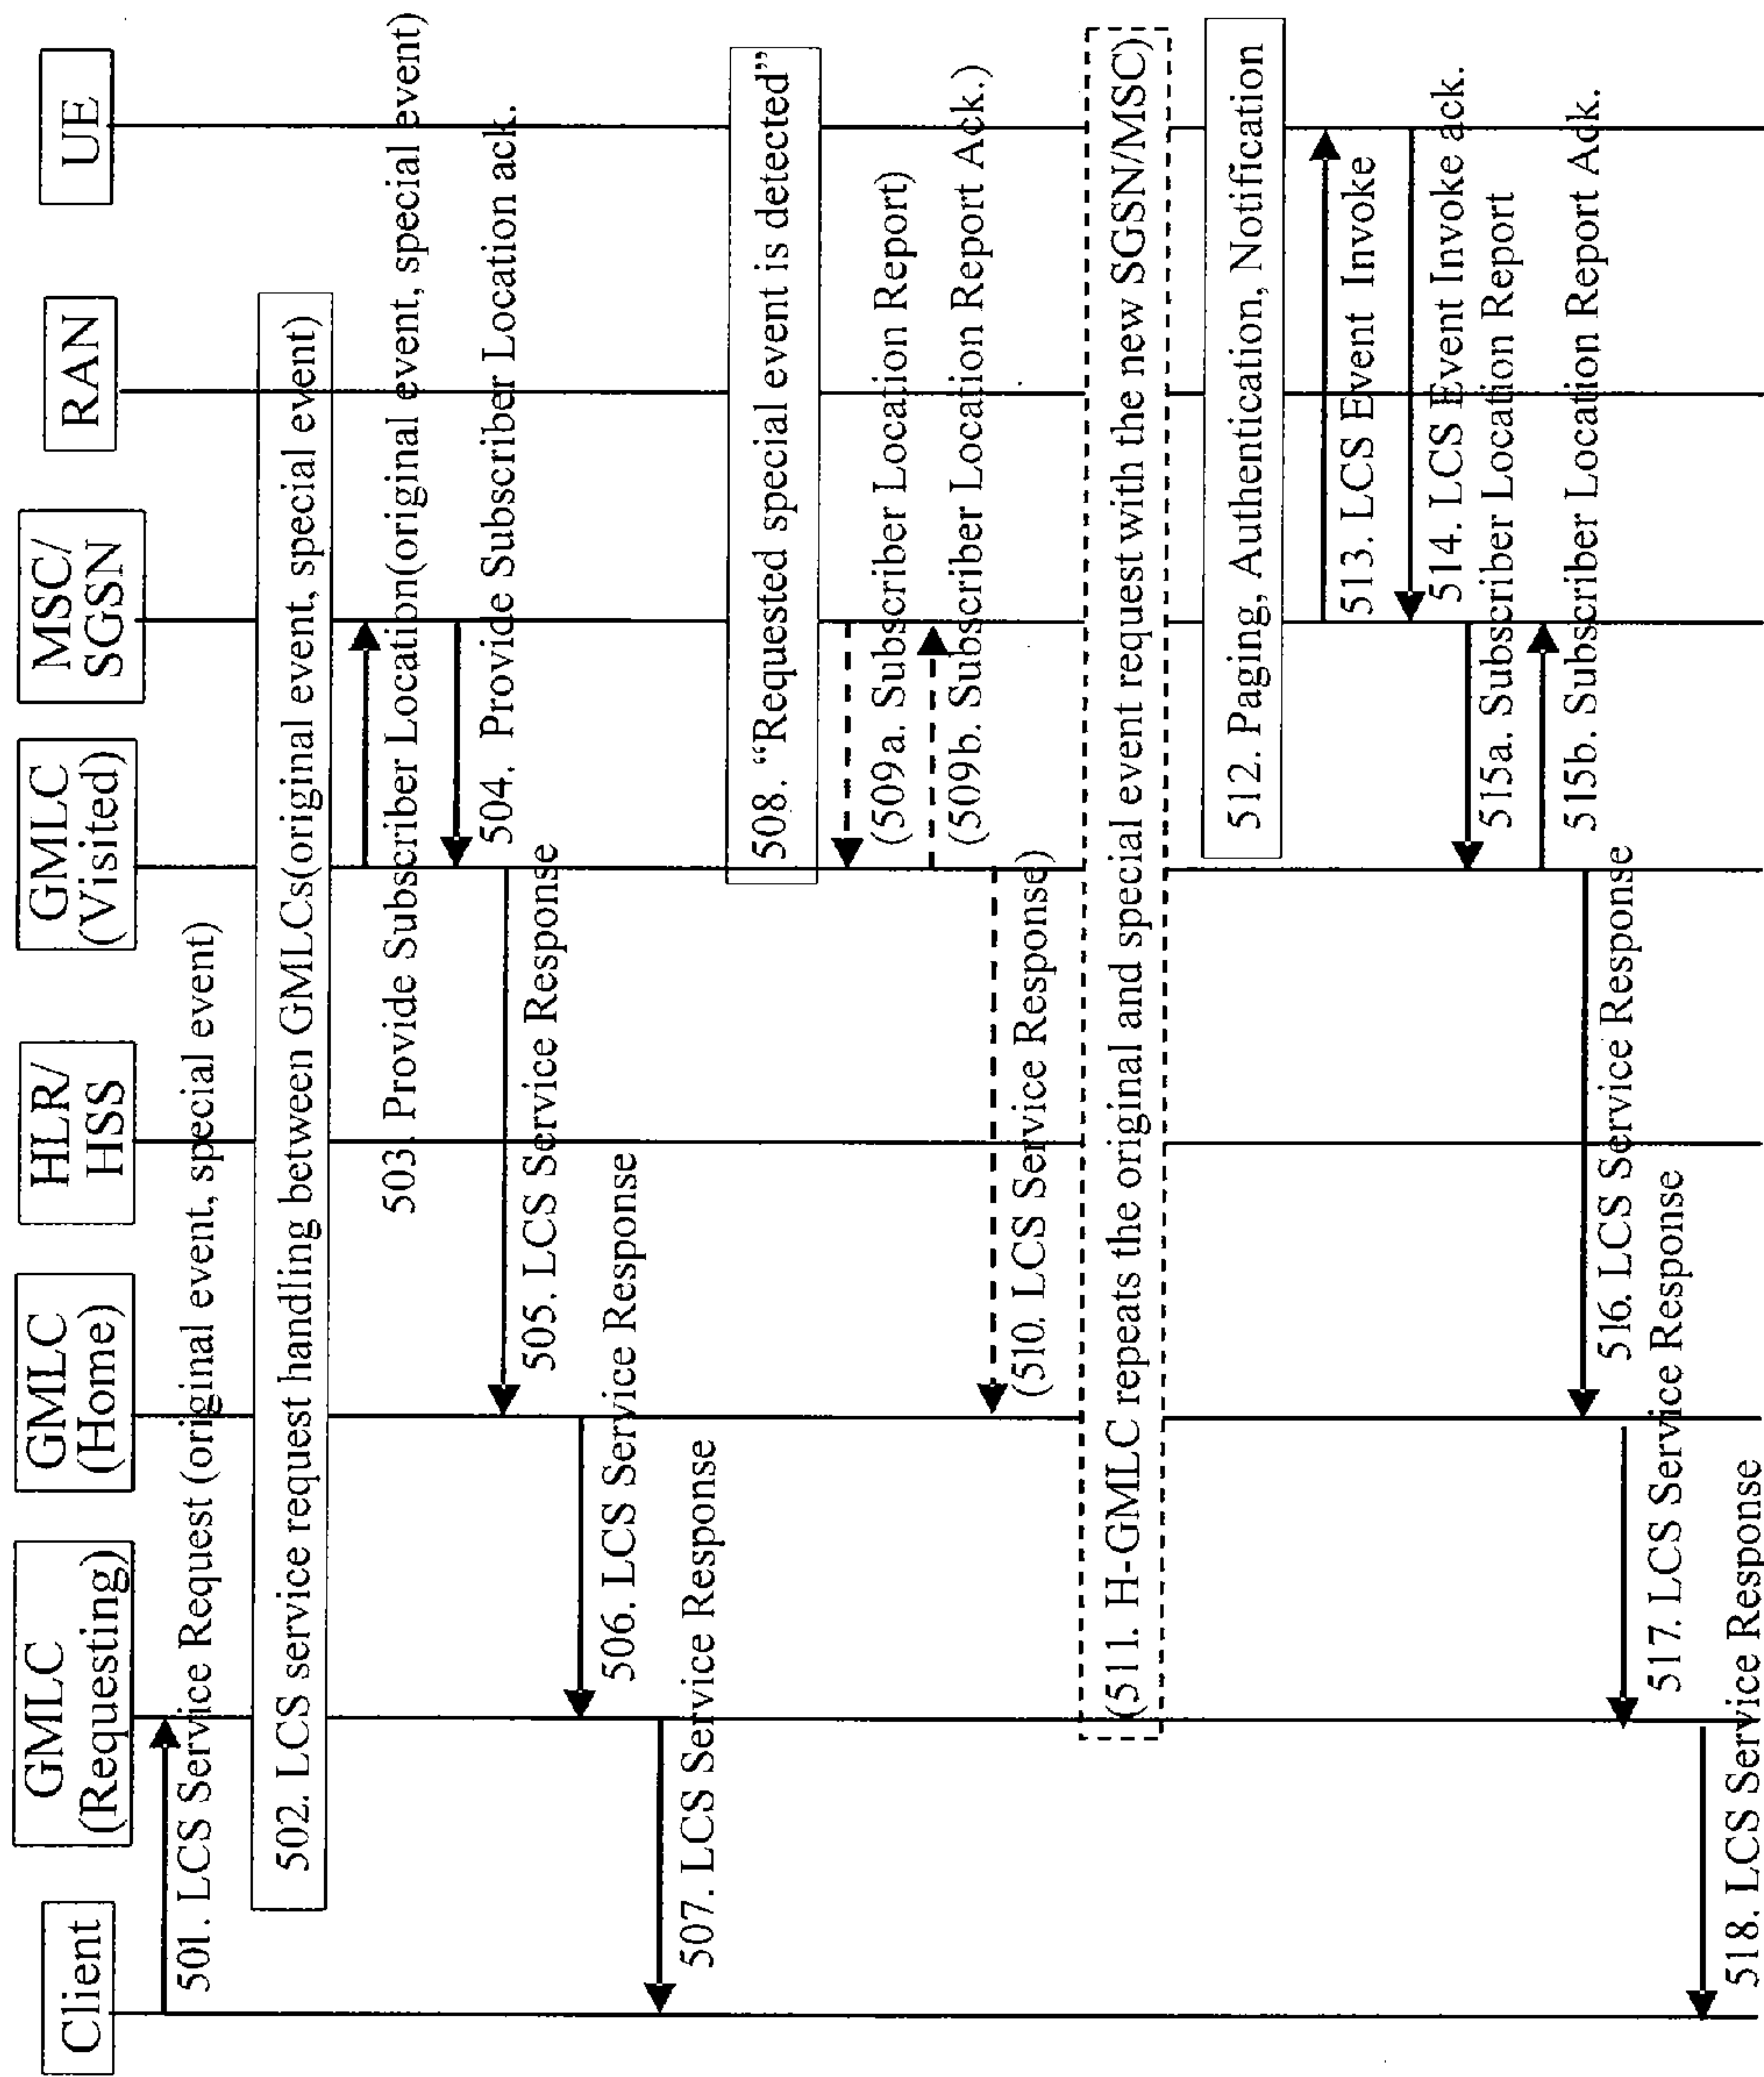 Client
GMLC
(Requesting)
GMLC
(Home)
HLR/
HSS
GMLC
(Visited)
MSC/
SGSN
RAN
UE
501. LCS Service Request (original event, special event)
502. LCS service request handling between GMLCs(original event, special event)
503. Provide Subscriber Location(original event, special event)
504. Provide Subscriber Location ack.
505. LCS Service Response
506. LCS Service Response
507. LCS Service Response
508. “Requested special event is detected”
(509a. Subscriber Location Report)
(509b. Subscriber Location Report Ack.)
(510. LCS Service Response)
(511. H-GMLC repeats the original and special event request with the new SGSN/MSC)
512. Paging, Authentication, Notification
513. LCS Event Invoke
514. LCS Event Invoke ack.
515a. Subscriber Location Report
515b. Subscriber Location Report Ack.
516. LCS Service Response
517. LCS Service Response
518. LCS Service Response